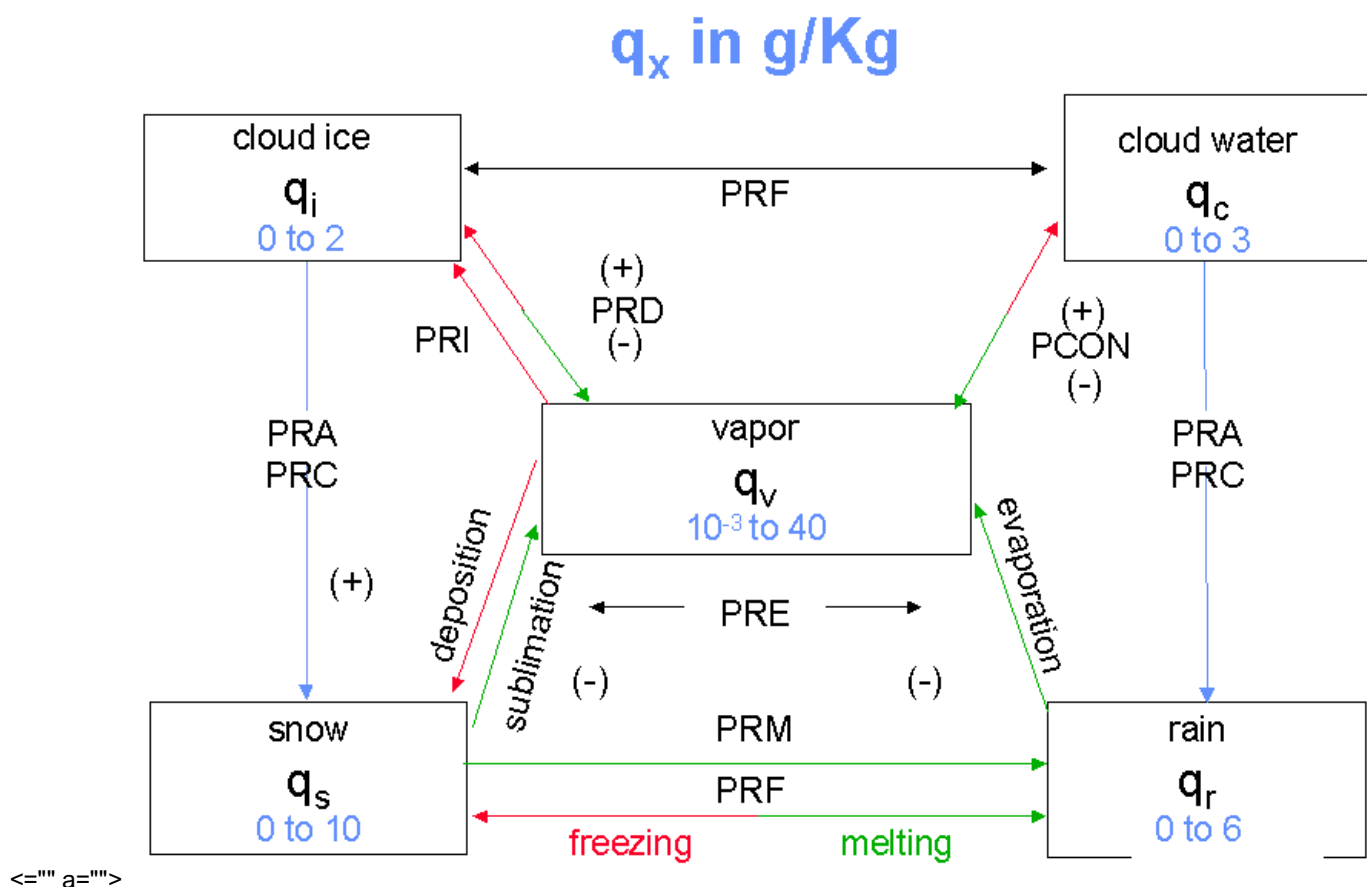 qₓ in g/Kg
cloud ice
qᵢ
0 to 2
cloud water
q_c
0 to 3
PRF
(+)
PRD
(-)
PRI
(+)
PCON
(-)
vapor
qᵥ
10⁻³ to 40
PRA
PRC
PRA
PRC
(+)
deposition
sublimation
evaporation
PRE
(-)
(-)
snow
qₛ
0 to 10
PRM
PRF
freezing
melting
rain
qᵣ
0 to 6
<="" a="">